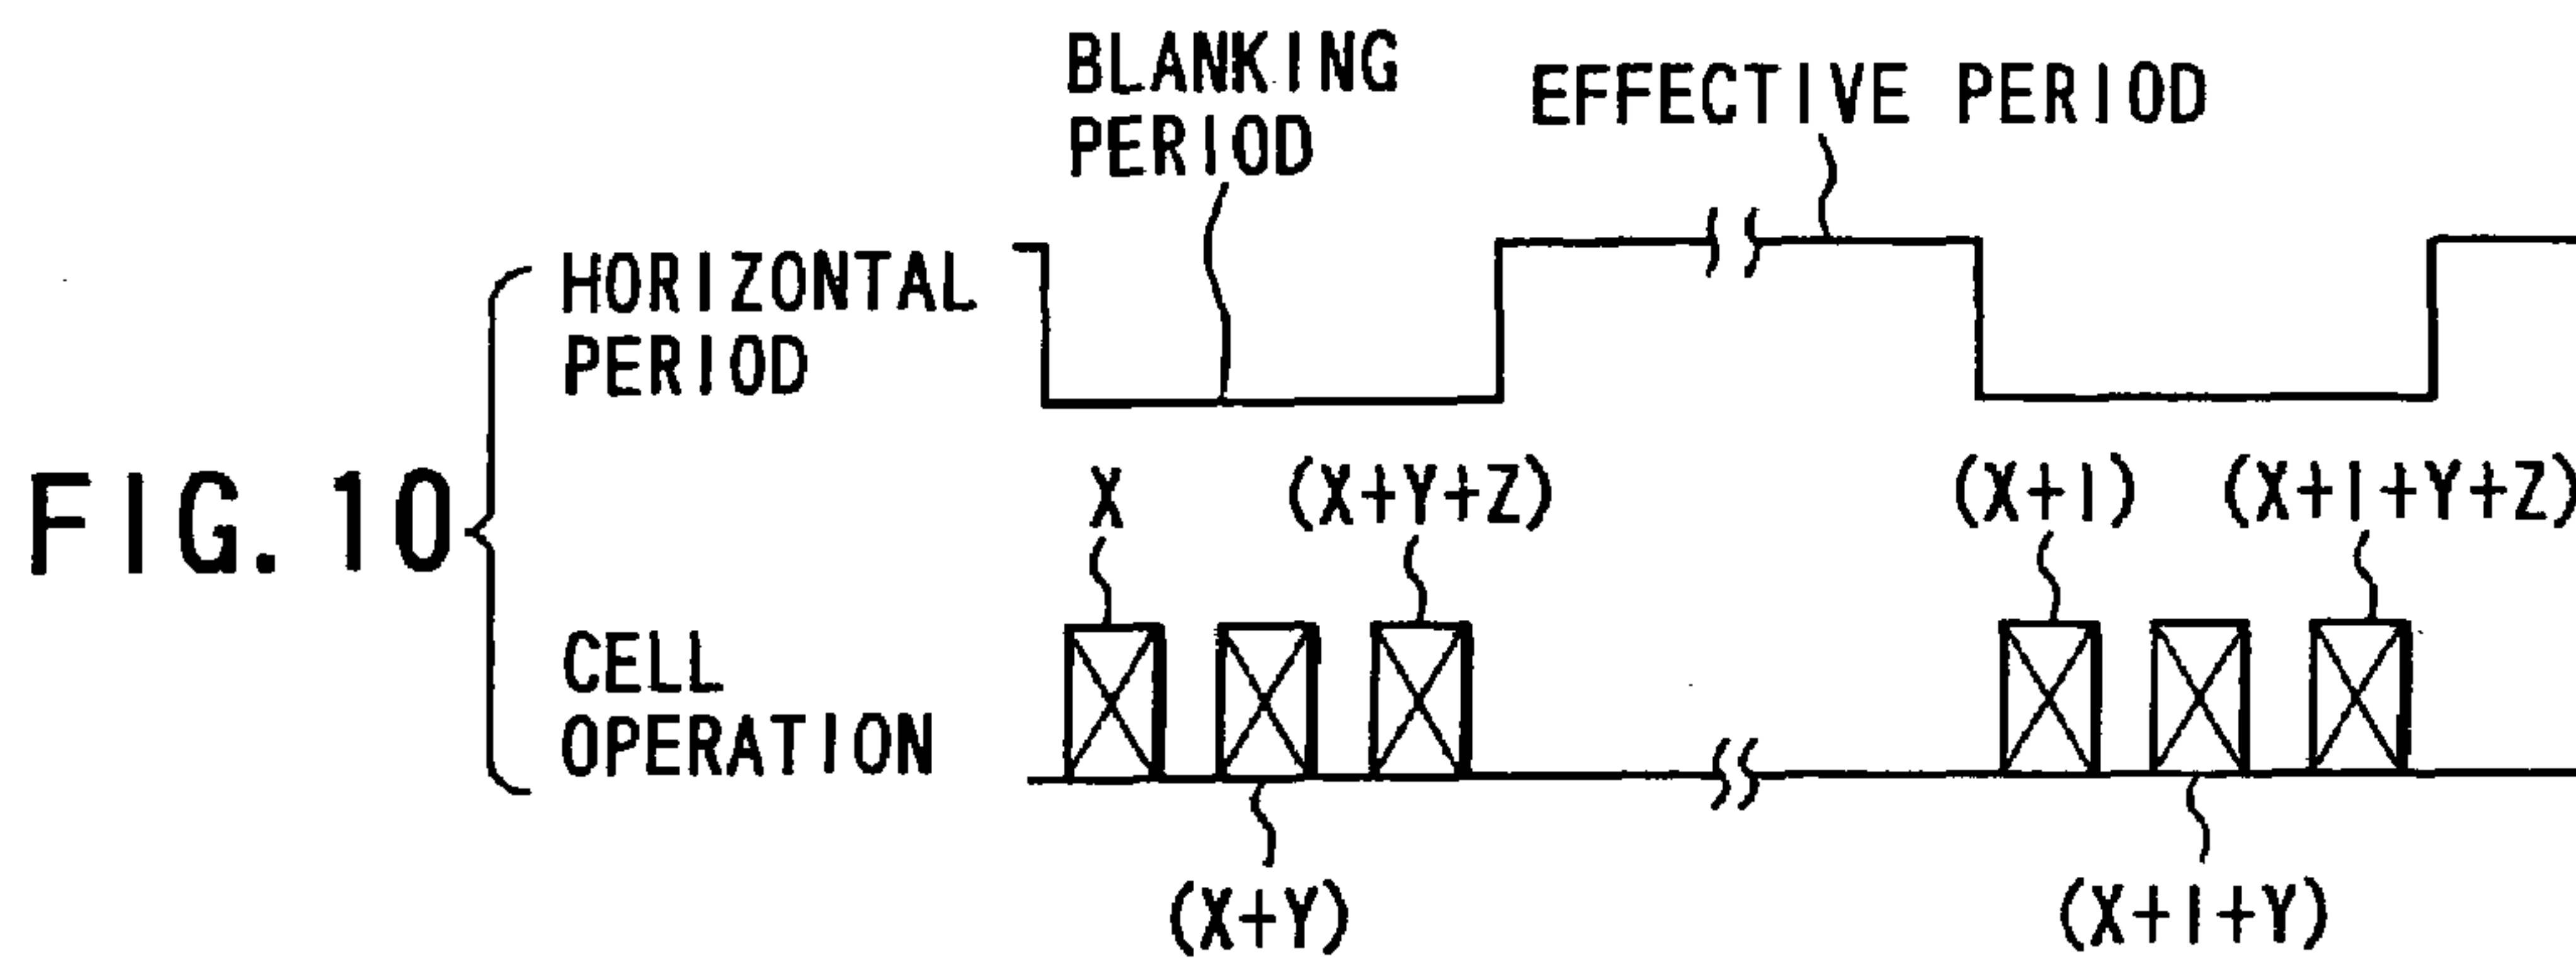 BLANKING
PERIOD
EFFECTIVE PERIOD
HORIZONTAL
PERIOD
FIG. 10
X
(X+Y+Z)
(X+1)
(X+1+Y+Z)
CELL
OPERATION
(X+Y)
(X+1+Y)